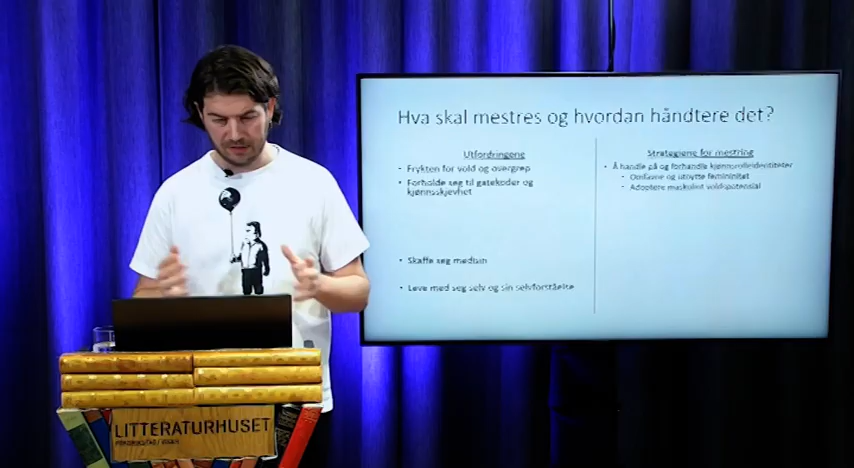 Hva skal mestres og hvordan håndtere det?
Utfordringene
• Frykten for vold og overgrep
• Forholde seg til gatekoder og
kjønnsskjevhet
• Skaffe seg medisin
• Leve med seg selv og sin selvforståelse
Strategiene for mestring
• Å handle på og forhandle kjønnsrolleidentiteter
• Omfavne og utnytte femininitet
• Adoptere maskulint voldspotensial
LITTERATURHUSET